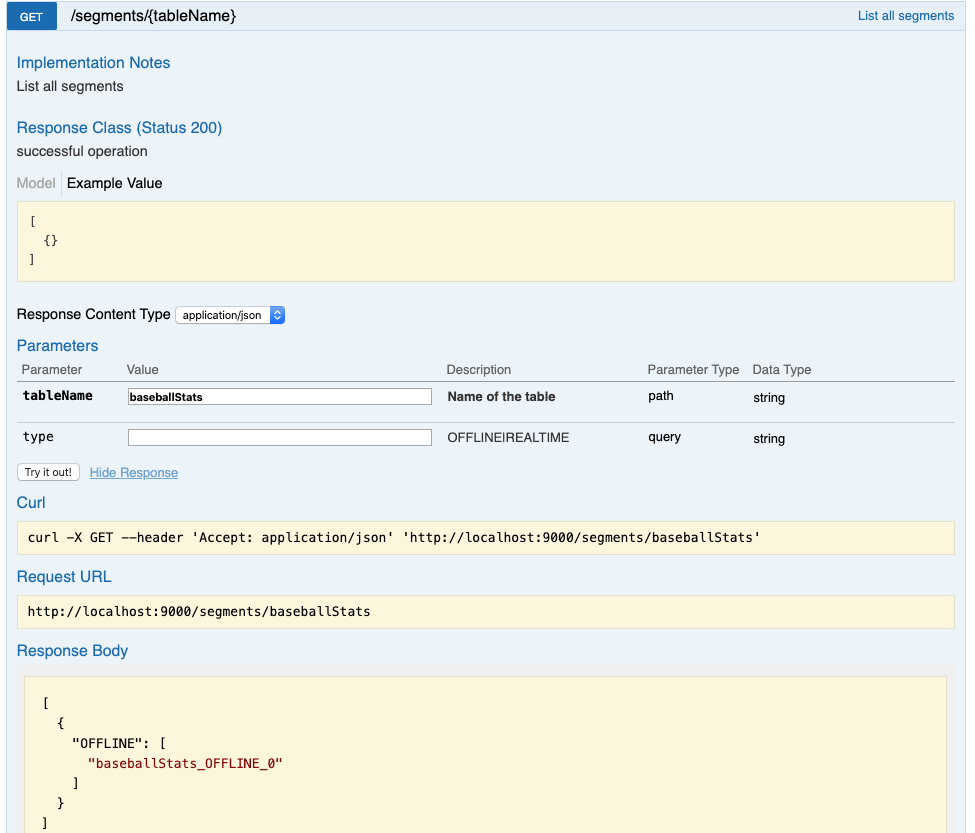 GET /segments/{tableName} List all segments
Implementation Notes
List all segments
Response Class (Status 200)
successful operation
Model Example Value
[
  {}
]
Response Content Type application/json
Parameters
Parameter Value Description Parameter Type Data Type
tableName baseballStats Name of the table path string
type OFFLINE|REALTIME query string
Try it out! Hide Response
Curl
curl -X GET --header 'Accept: application/json' 'http://localhost:9000/segments/baseballStats'
Request URL
http://localhost:9000/segments/baseballStats
Response Body
[
  {
    "OFFLINE": [
      "baseballStats_OFFLINE_0"
    ]
  }
]